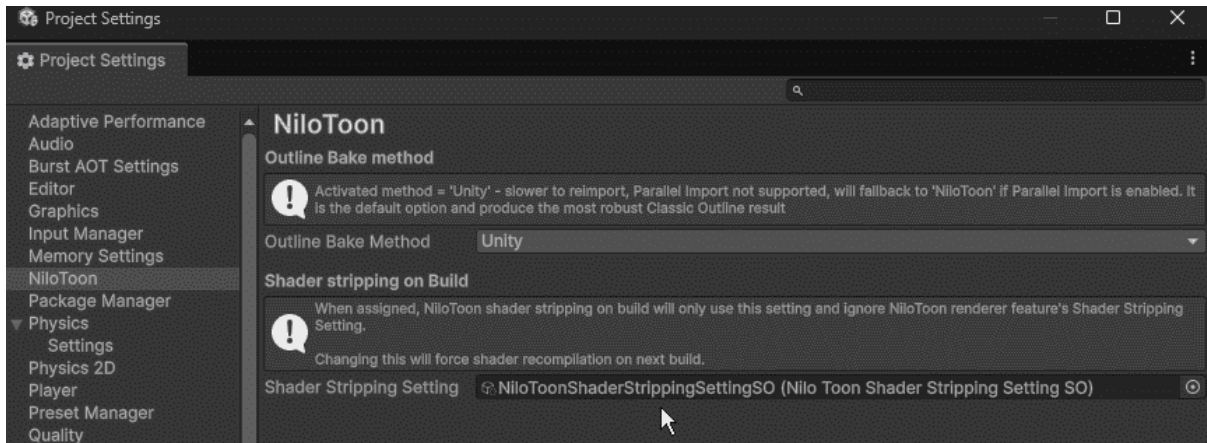 Project Settings
Project Settings
Adaptive Performance
Audio
Burst AOT Settings
Editor
Graphics
Input Manager
Memory Settings
NiloToon
Package Manager
Physics
Settings
Physics 2D
Player
Preset Manager
Quality
NiloToon
Outline Bake method
Activated method = 'Unity' - slower to reimport, Parallel Import not supported, will fallback to 'NiloToon' if Parallel Import is enabled. It
is the default option and produce the most robust Classic Outline result
Outline Bake Method Unity
Shader stripping on Build
When assigned, NiloToon shader stripping on build will only use this setting and ignore NiloToon renderer feature's Shader Stripping
Setting.
Changing this will force shader recompilation on next build.
Shader Stripping Setting NiloToonShaderStrippingSettingSO (Nilo Toon Shader Stripping Setting SO)